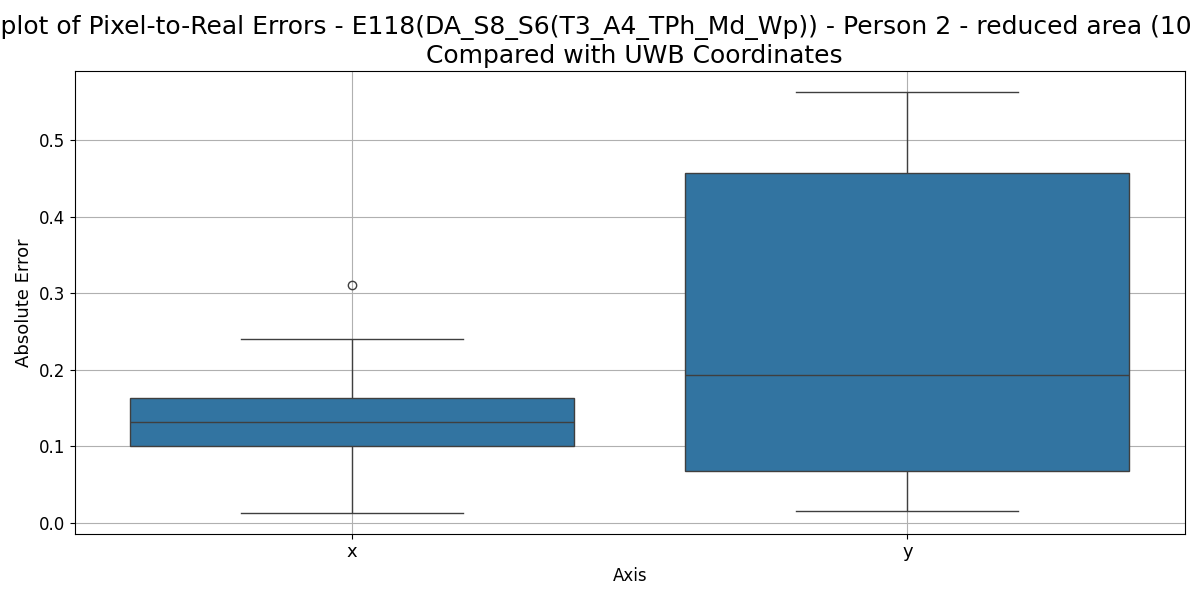 plot of Pixel-to-Real Errors - E118(DA_S8_S6(T3_A4_TPh_Md_Wp)) - Person 2 - reduced area (10
Compared with UWB Coordinates
Absolute Error
0.5
0.4
0.3
0.2
0.1
0.0
x
y
Axis